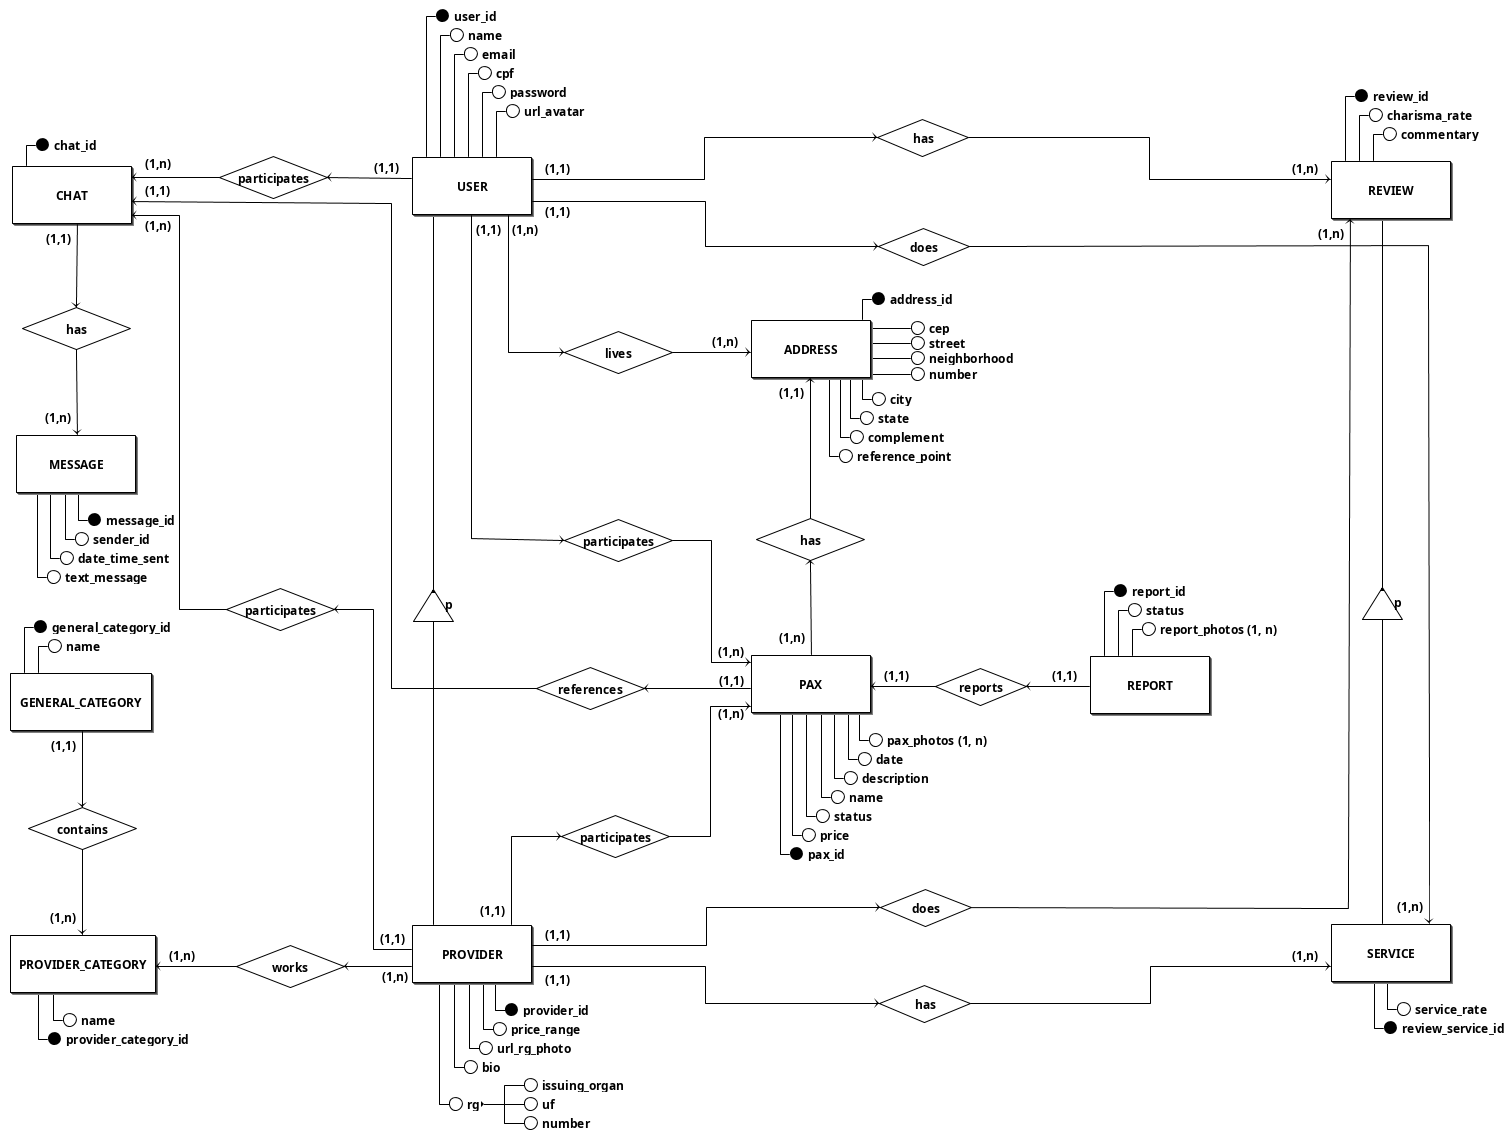 user_id
name
email
cpf
password
url_avatar
review_id
charisma_rate
commentary
chat_id
(1,n)
participates
(1,1)
USER
(1,1)
has
(1,n)
REVIEW
CHAT
(1,1)
(1,n)
(1,1)
(1,1)
(1,1)
(1,n)
does
(1,n)
has
address_id
lives
(1,n)
ADDRESS
cep
street
neighborhood
number
(1,1)
city
state
complement
reference_point
(1,n)
MESSAGE
message_id
sender_id
date_time_sent
text_message
participates
has
participates
p
report_id
status
report_photos (1, n)
p
general_category_id
name
(1,n)
(1,n)
GENERAL_CATEGORY
references
(1,1)
PAX
(1,1)
reports
(1,1)
REPORT
(1,n)
(1,1)
pax_photos (1, n)
date
description
name
status
price
pax_id
contains
participates
(1,n)
(1,1)
does
(1,n)
PROVIDER_CATEGORY
(1,n)
works
(1,1)
(1,n)
PROVIDER
(1,1)
(1,1)
has
(1,n)
SERVICE
name
provider_category_id
provider_id
price_range
url_rg_photo
bio
rg
issuing_organ
uf
number
service_rate
review_service_id